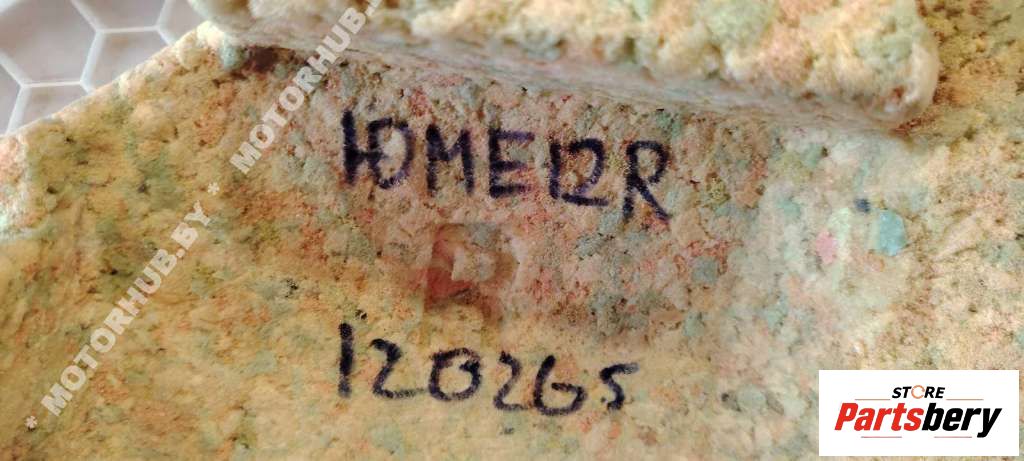 * MOTORHUB.BY * MOTORHUB.BY
ЮМЕ12R
120265
STORE
Partsbery